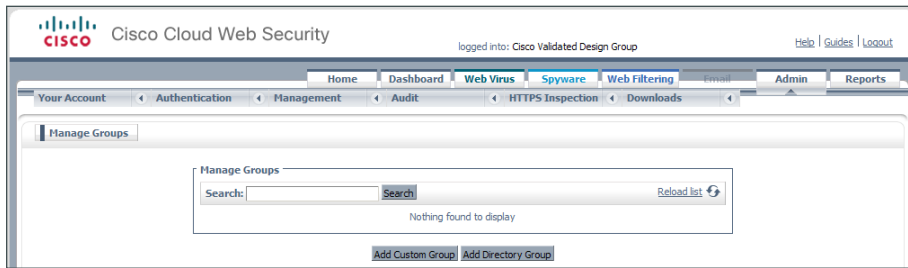 CISCO Cisco Cloud Web Security
logged into: Cisco Validated Design Group
Help | Guides | Logout
Home Dashboard Web Virus Spyware Web Filtering Email Admin Reports
Your Account Authentication Management Audit HTTPS Inspection Downloads
Manage Groups
Manage Groups
Search: Search Reload list
Nothing found to display
Add Custom Group Add Directory Group